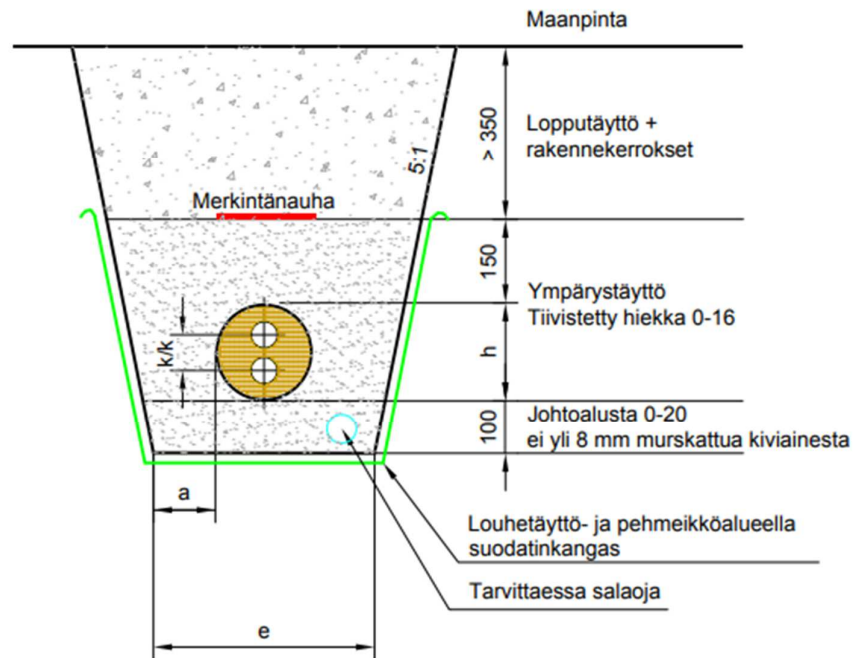 Maanpinta
> 350
Lopputäyttö +
rakennekerrokset
5:1
Merkintänauha
150
Ympärystäyttö
Tiivistetty hiekka 0-16
k/k
h
100
Johtoalusta 0-20
ei yli 8 mm murskattua kiviainesta
a
Louhetäyttö- ja pehmeikköalueella
suodatinkangas
Tarvittaessa salaoja
e